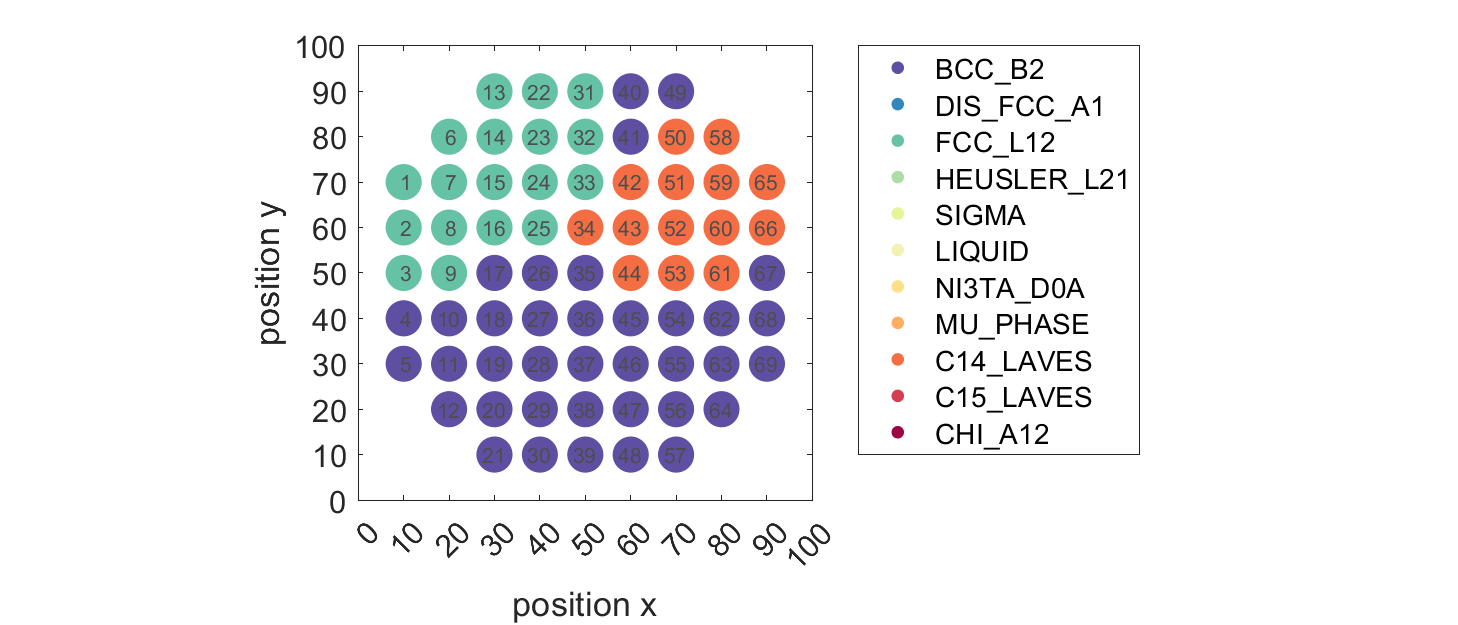 100
90
80
70
60
50
40
30
20
10
0
position y
13 22 31 40 49
6 14 23 32 41 50 58
1 7 15 24 33 42 51 59 65
2 8 16 25 34 43 52 60 66
3 9 17 26 35 44 53 61 67
4 10 18 27 36 45 54 62 68
5 11 19 28 37 46 55 63 69
12 20 29 38 47 56 64
21 30 39 48 57
0 10 20 30 40 50 60 70 80 90 100
position x
BCC_B2
DIS_FCC_A1
FCC_L12
HEUSLER_L21
SIGMA
LIQUID
NI3TA_D0A
MU_PHASE
C14_LAVES
C15_LAVES
CHI_A12